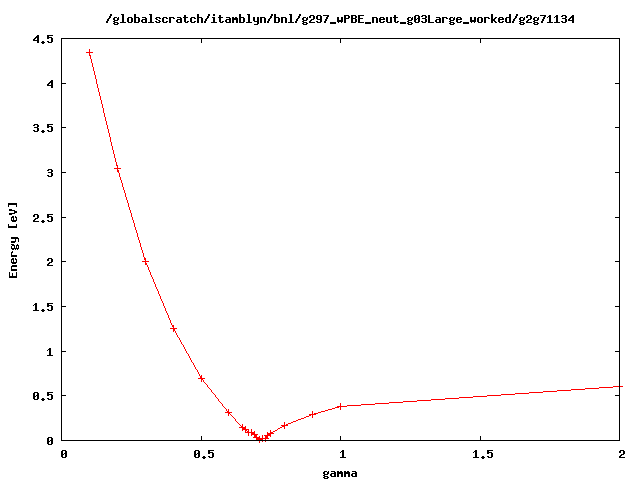 /globalscratch/itamblyn/bnl/g297_wPBE_neut_g03Large_worked/g2g71134
4.5
4
3.5
3
2.5
2
1.5
1
0.5
0
Energy [eV]
0 0.5 1 1.5 2
gamma